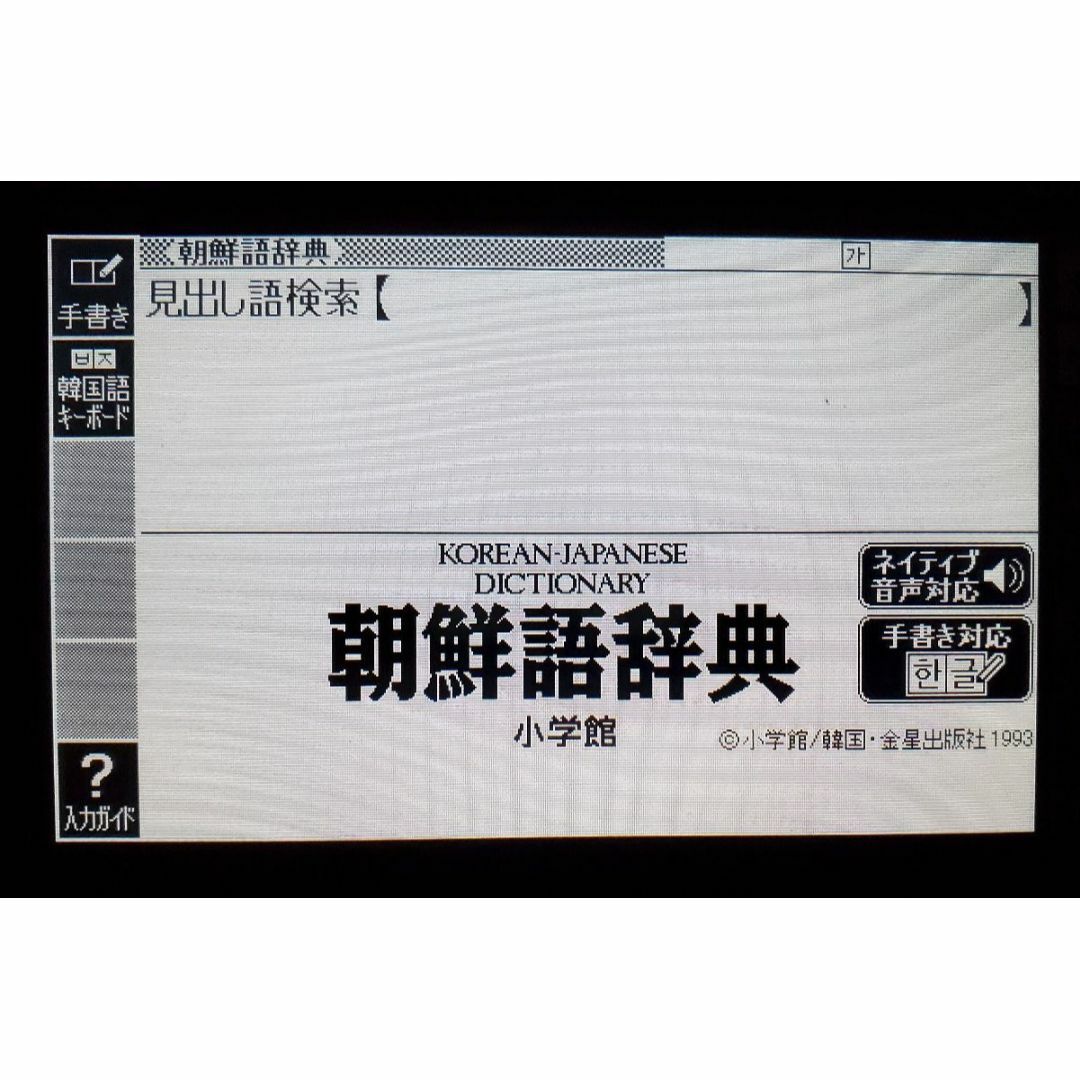 手書き
ㅂㅈ
韓国語
キーボード
?
入力ガイド
朝鮮語辞典
가
見出し語検索【
】
KOREAN-JAPANESE
DICTIONARY
朝鮮語辞典
小学館
ネイティブ
音声対応
手書き対応
한글
©小学館/韓国・金星出版社 1993